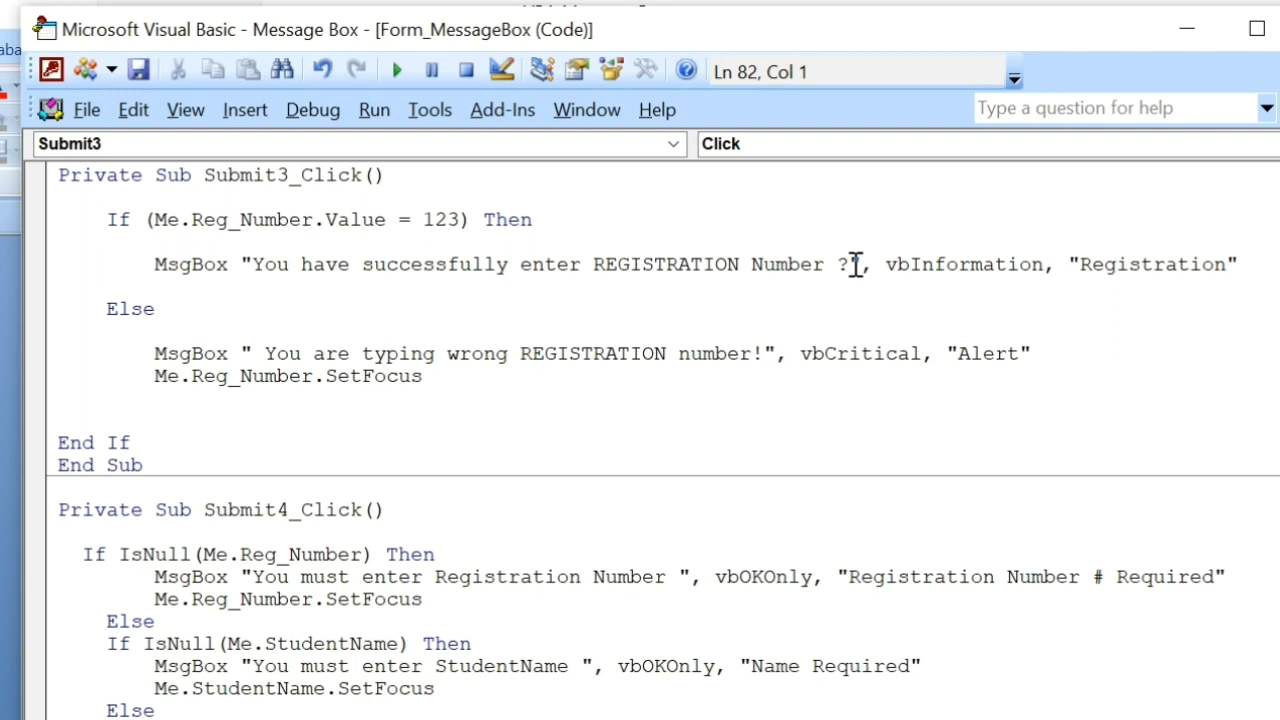 Microsoft Visual Basic - Message Box - [Form_MessageBox (Code)]
aba
Ln 82, Col 1
File Edit View Insert Debug Run Tools Add-Ins Window Help
Type a question for help
Submit3
Click
Private Sub Submit3_Click()
If (Me.Reg_Number.Value = 123) Then
MsgBox "You have successfully enter REGISTRATION Number ?", vbInformation, "Registration"
Else
MsgBox " You are typing wrong REGISTRATION number!", vbCritical, "Alert"
Me.Reg_Number.SetFocus
End If
End Sub
Private Sub Submit4_Click()
If IsNull(Me.Reg_Number) Then
MsgBox "You must enter Registration Number ", vbOKOnly, "Registration Number # Required"
Me.Reg_Number.SetFocus
Else
If IsNull(Me.StudentName) Then
MsgBox "You must enter StudentName ", vbOKOnly, "Name Required"
Me.StudentName.SetFocus
Else